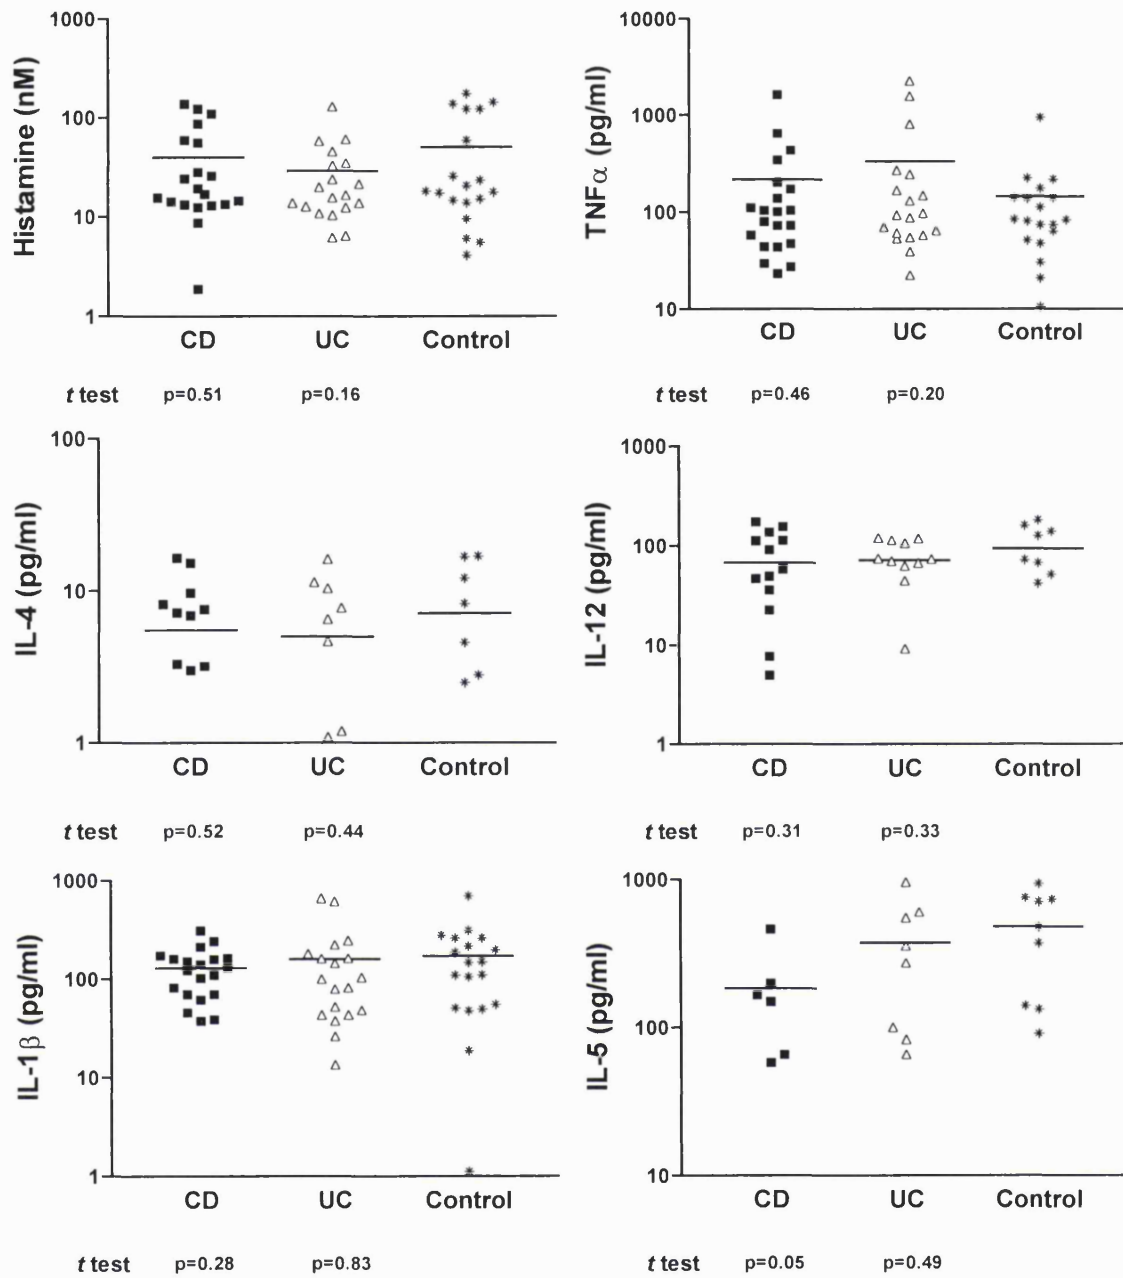 Histamine (nM)
1000
100
10
1
CD UC Control
t test p=0.51 p=0.16
TNFα (pg/ml)
10000
1000
100
10
CD UC Control
t test p=0.46 p=0.20
IL-4 (pg/ml)
100
10
1
CD UC Control
t test p=0.52 p=0.44
IL-12 (pg/ml)
1000
100
10
1
CD UC Control
t test p=0.31 p=0.33
IL-1β (pg/ml)
1000
100
10
1
CD UC Control
t test p=0.28 p=0.83
IL-5 (pg/ml)
1000
100
10
CD UC Control
t test p=0.05 p=0.49